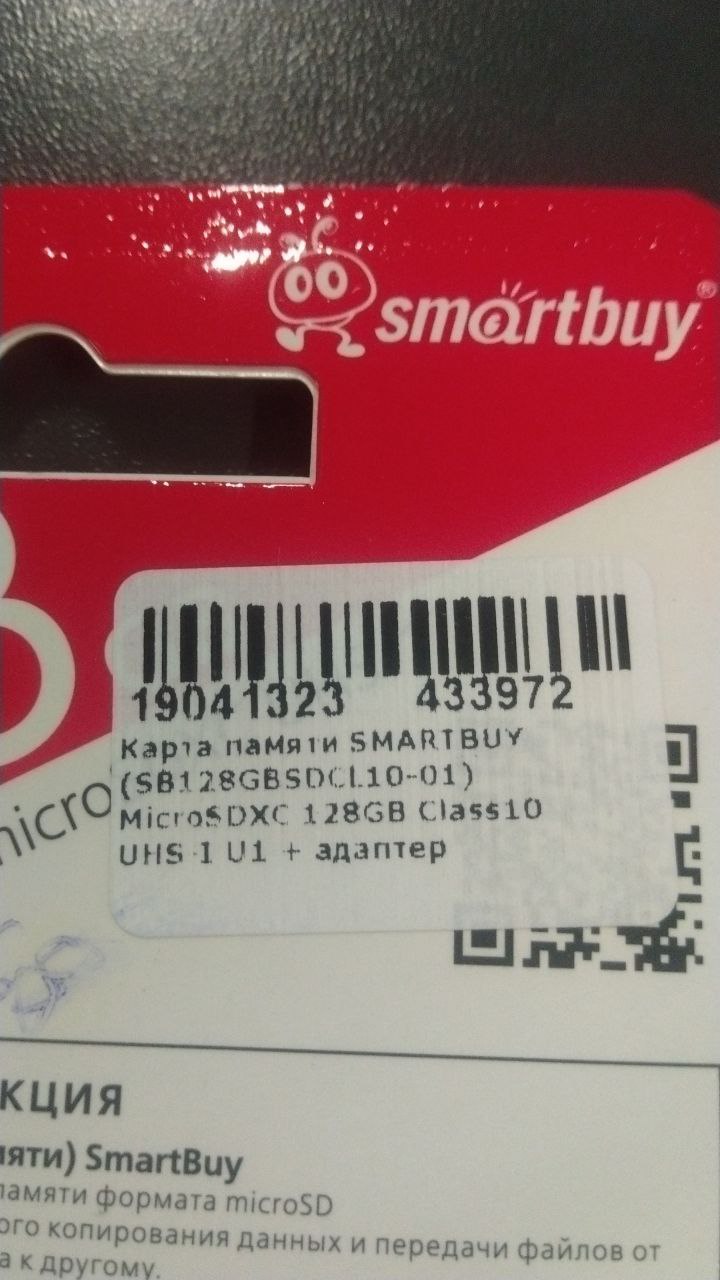 smartbuy®
19041323 433972
Карта памяти SMARTBUY
(SB128GBSDCL10-01)
MicroSDXC 128GB Class10
UHS-1 U1 + адаптер
micro
КЦИЯ
яти) SmartBuy
памяти формата microSD
ого копирования данных и передачи файлов от
а к другому.